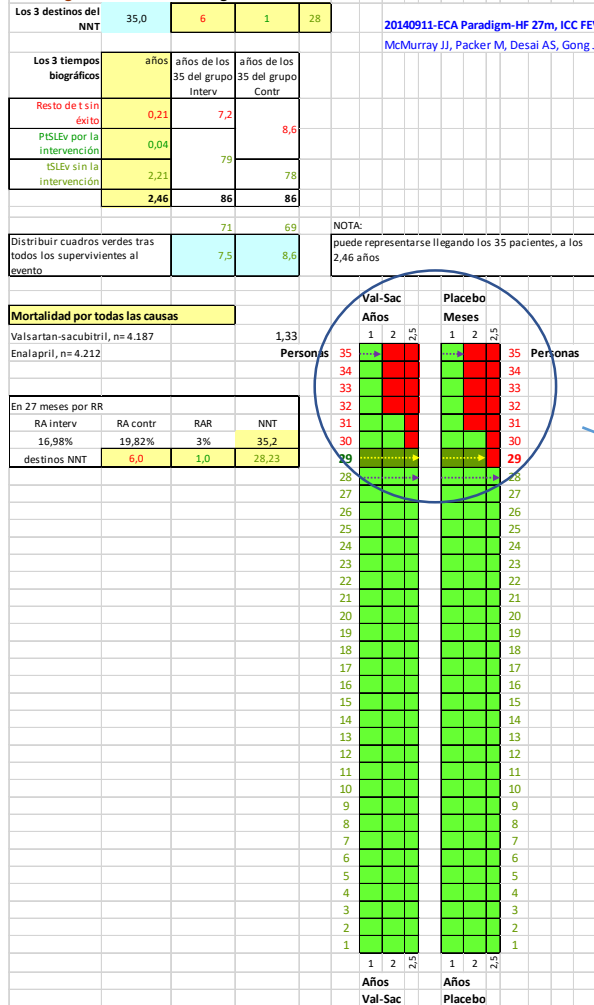 Los 3 destinos del NNT 35,0 6 1 28
20140911-ECA Paradigm-HF 27m, ICC FEV
McMurray JJ, Packer M, Desai AS, Gong J
Los 3 tiempos biográficos años años de los 35 del grupo Interv años de los 35 del grupo Contr
Resto de t sin éxito 0,21 7,2 8,6
PtSLEv por la intervención 0,04 79
tSLEv sin la intervención 2,21 78
2,46 86 86
71 69
Distribuir cuadros verdes tras todos los supervivientes al evento 7,5 8,6
NOTA:
puede representarse llegando los 35 pacientes, a los 2,46 años
Mortalidad por todas las causas
Valsartan-sacubitril, n= 4.187 1,33
Enalapril, n= 4.212
En 27 meses por RR
RA interv RA contr RAR NNT
16,98% 19,82% 3% 35,2
destinos NNT 6,0 1,0 28,23
Val-Sac Placebo
Años Meses
1 2 2,5 1 2 2,5
Personas 35 35 Personas
34 34
33 33
32 32
31 31
30 30
29 29
28 28
27 27
26 26
25 25
24 24
23 23
22 22
21 21
20 20
19 19
18 18
17 17
16 16
15 15
14 14
13 13
12 12
11 11
10 10
9 9
8 8
7 7
6 6
5 5
4 4
3 3
2 2
1 1
1 2 2,5 1 2 2,5
Años Años
Val-Sac Placebo